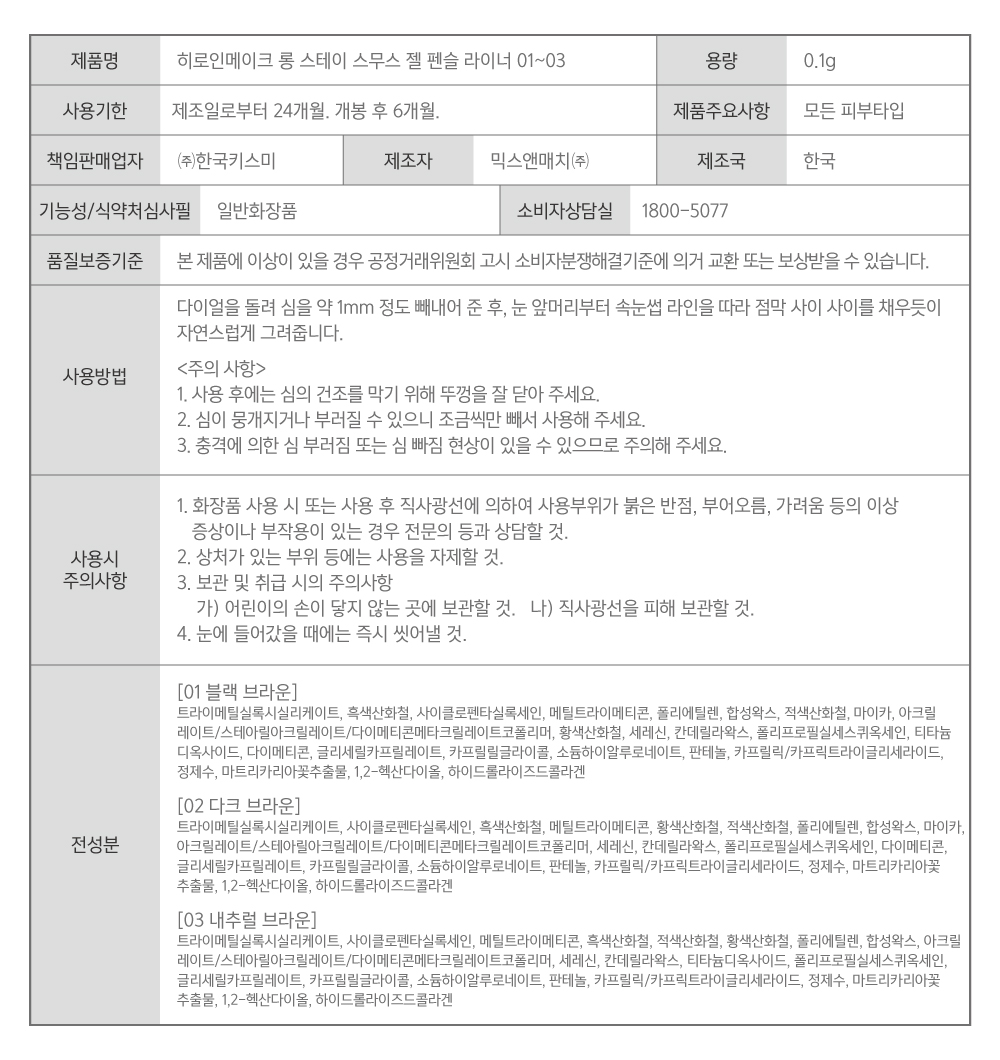 제품명 히로인메이크 롱 스테이 스무스 젤 펜슬 라이너 01~03 용량 0.1g
사용기한 제조일로부터 24개월. 개봉 후 6개월. 제품주요사항 모든 피부타입
책임판매업자 ㈜한국키스미 제조자 믹스앤매치㈜ 제조국 한국
기능성/식약처심사필 일반화장품 소비자상담실 1800-5077
품질보증기준 본 제품에 이상이 있을 경우 공정거래위원회 고시 소비자분쟁해결기준에 의거 교환 또는 보상받을 수 있습니다.
사용방법
다이얼을 돌려 심을 약 1mm 정도 빼내어 준 후, 눈 앞머리부터 속눈썹 라인을 따라 점막 사이 사이를 채우듯이
자연스럽게 그려줍니다.
<주의 사항>
1. 사용 후에는 심의 건조를 막기 위해 뚜껑을 잘 닫아 주세요.
2. 심이 뭉개지거나 부러질 수 있으니 조금씩만 빼서 사용해 주세요.
3. 충격에 의한 심 부러짐 또는 심 빠짐 현상이 있을 수 있으므로 주의해 주세요.
사용시
주의사항
1. 화장품 사용 시 또는 사용 후 직사광선에 의하여 사용부위가 붉은 반점, 부어오름, 가려움 등의 이상
증상이나 부작용이 있는 경우 전문의 등과 상담할 것.
2. 상처가 있는 부위 등에는 사용을 자제할 것.
3. 보관 및 취급 시의 주의사항
가) 어린이의 손이 닿지 않는 곳에 보관할 것. 나) 직사광선을 피해 보관할 것.
4. 눈에 들어갔을 때에는 즉시 씻어낼 것.
전성분
[01 블랙 브라운]
트라이메틸실록시실리케이트, 흑색산화철, 사이클로펜타실록세인, 메틸트라이메티콘, 폴리에틸렌, 합성왁스, 적색산화철, 마이카, 아크릴
레이트/스테아릴아크릴레이트/다이메티콘메타크릴레이트코폴리머, 황색산화철, 세레신, 칸데릴라왁스, 폴리프로필실세스퀴옥세인, 티타늄
디옥사이드, 다이메티콘, 글리세릴카프릴레이트, 카프릴릴글라이콜, 소듐하이알루로네이트, 판테놀, 카프릴릭/카프릭트라이글리세라이드,
정제수, 마트리카리아꽃추출물, 1,2-헥산다이올, 하이드롤라이즈드콜라겐
[02 다크 브라운]
트라이메틸실록시실리케이트, 사이클로펜타실록세인, 흑색산화철, 메틸트라이메티콘, 황색산화철, 적색산화철, 폴리에틸렌, 합성왁스, 마이카,
아크릴레이트/스테아릴아크릴레이트/다이메티콘메타크릴레이트코폴리머, 세레신, 칸데릴라왁스, 폴리프로필실세스퀴옥세인, 다이메티콘,
글리세릴카프릴레이트, 카프릴릴글라이콜, 소듐하이알루로네이트, 판테놀, 카프릴릭/카프릭트라이글리세라이드, 정제수, 마트리카리아꽃
추출물, 1,2-헥산다이올, 하이드롤라이즈드콜라겐
[03 내추럴 브라운]
트라이메틸실록시실리케이트, 사이클로펜타실록세인, 메틸트라이메티콘, 흑색산화철, 적색산화철, 황색산화철, 폴리에틸렌, 합성왁스, 아크릴
레이트/스테아릴아크릴레이트/다이메티콘메타크릴레이트코폴리머, 세레신, 칸데릴라왁스, 티타늄디옥사이드, 폴리프로필실세스퀴옥세인,
글리세릴카프릴레이트, 카프릴릴글라이콜, 소듐하이알루로네이트, 판테놀, 카프릴릭/카프릭트라이글리세라이드, 정제수, 마트리카리아꽃
추출물, 1,2-헥산다이올, 하이드롤라이즈드콜라겐